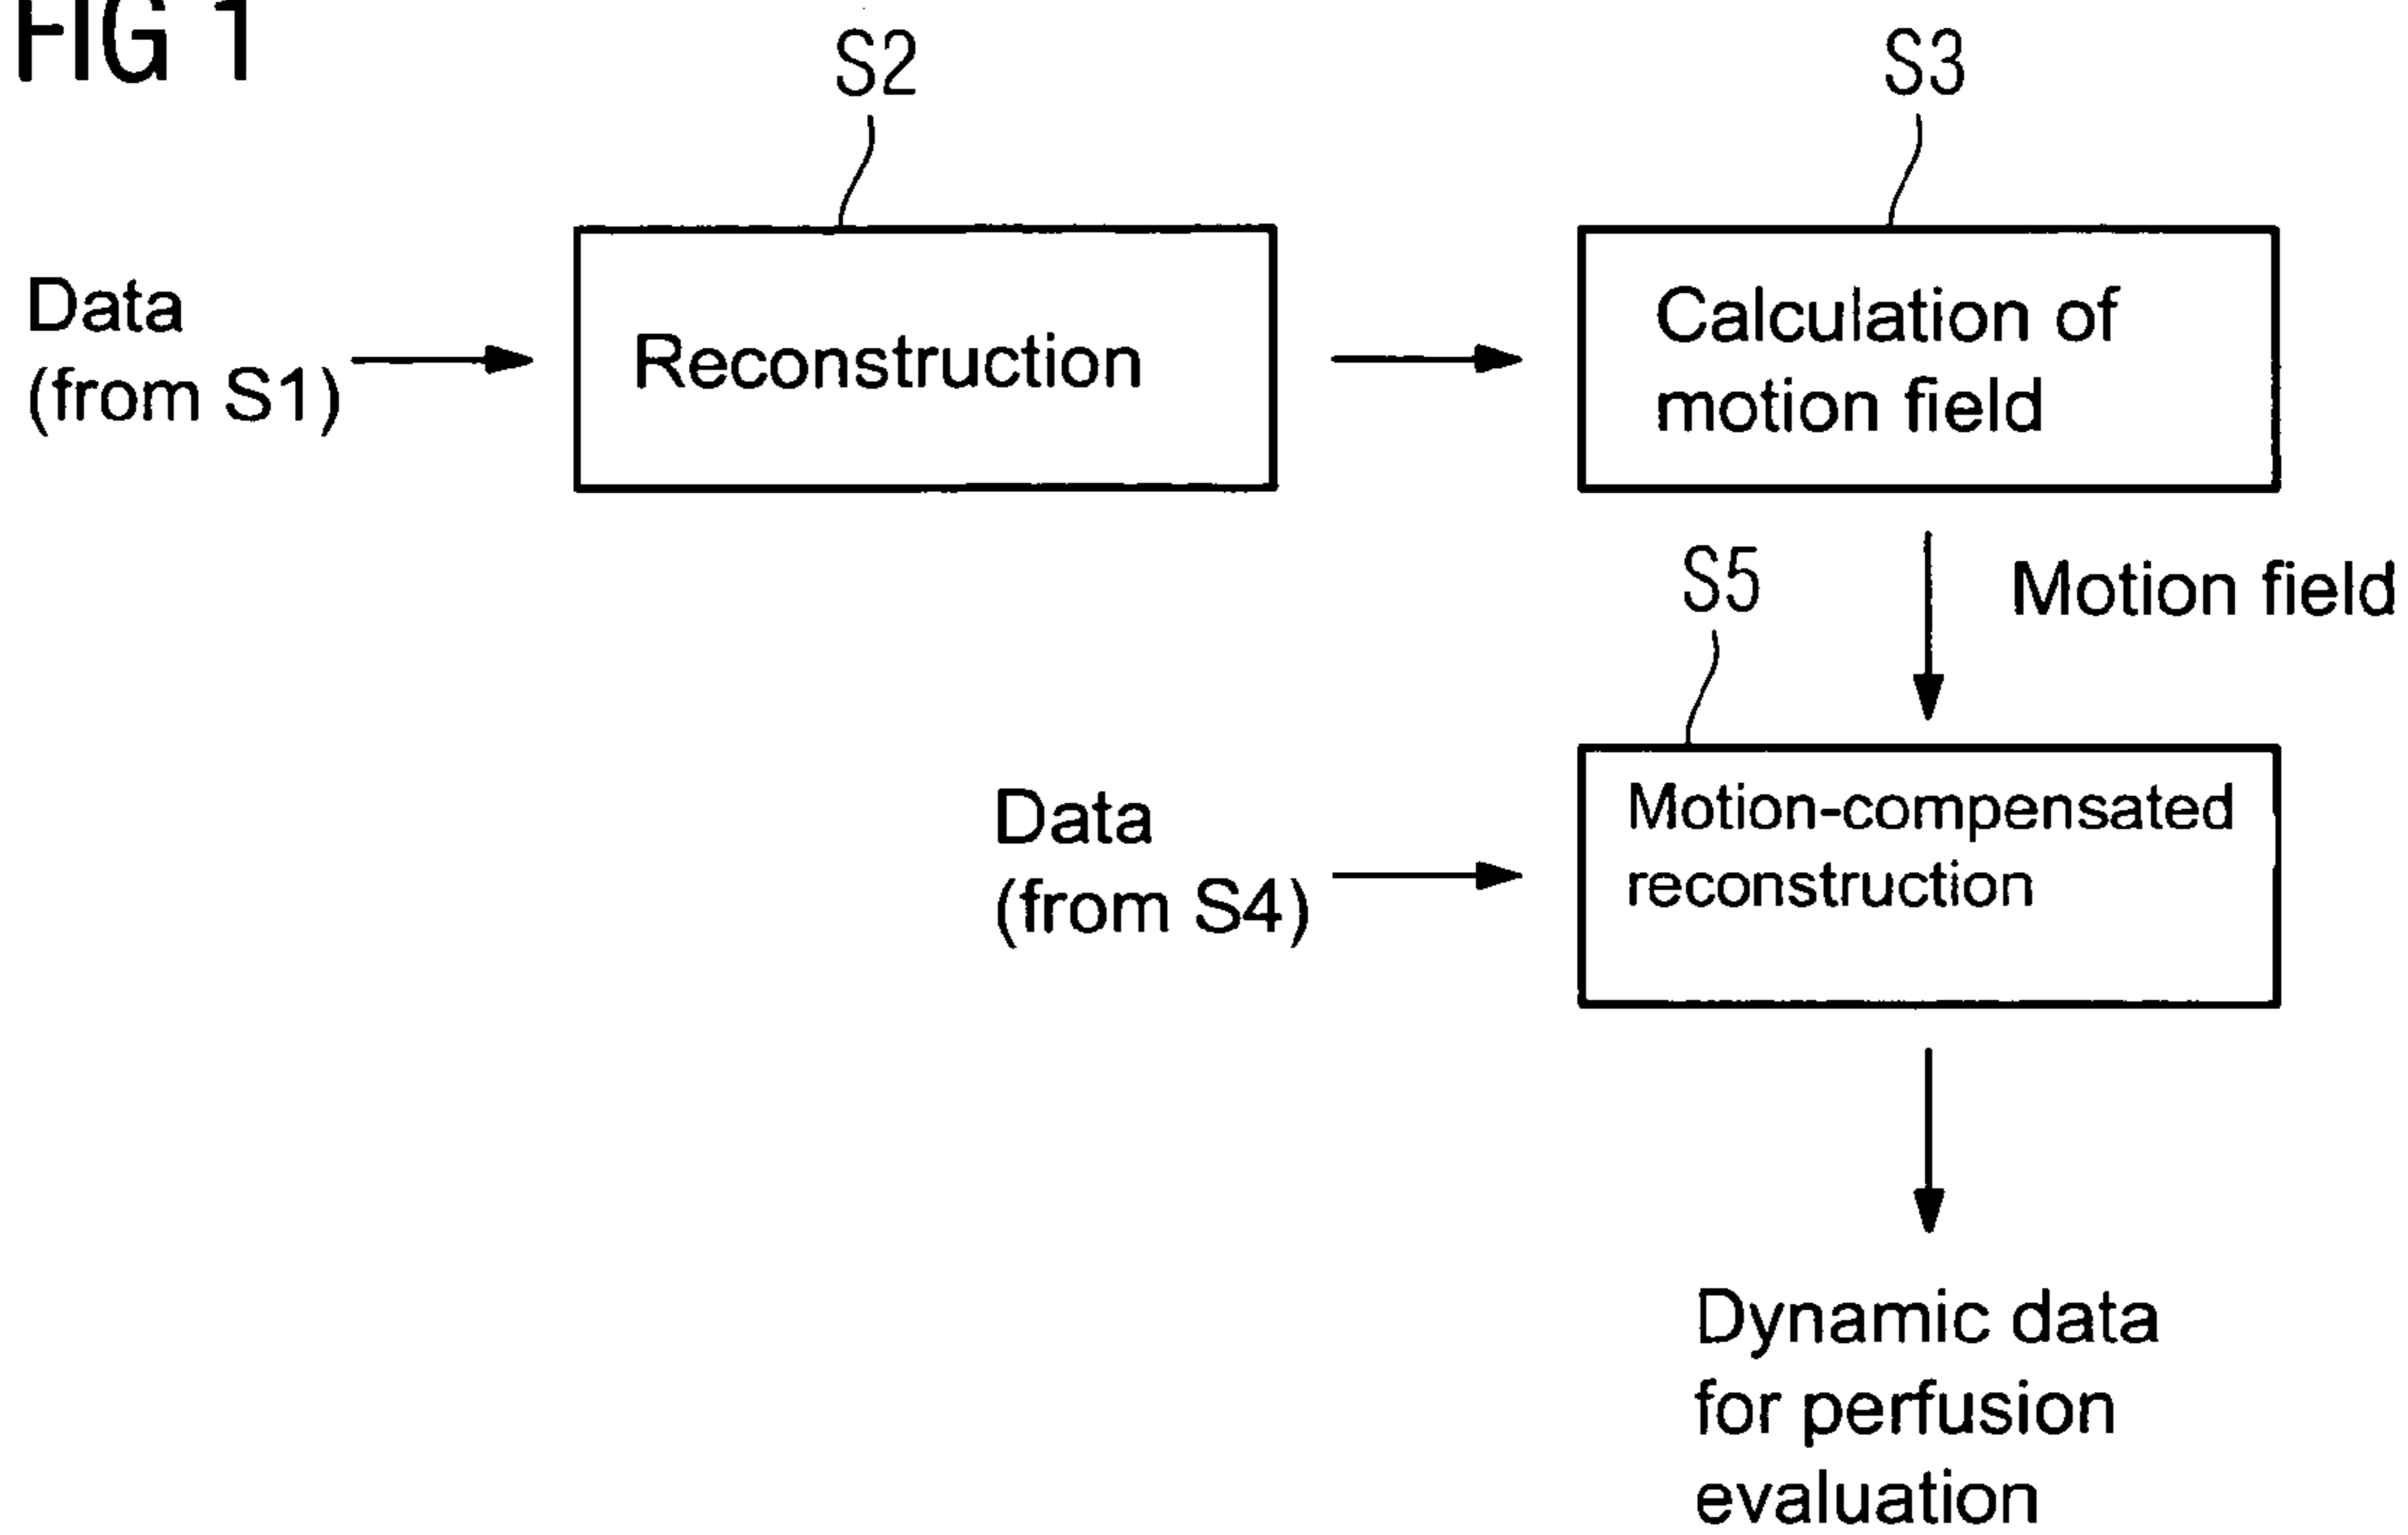 FIG 1
S2
S3
Data
(from S1)
Reconstruction
Calculation of
motion field
S5
Motion field
Data
(from S4)
Motion-compensated
reconstruction
Dynamic data
for perfusion
evaluation